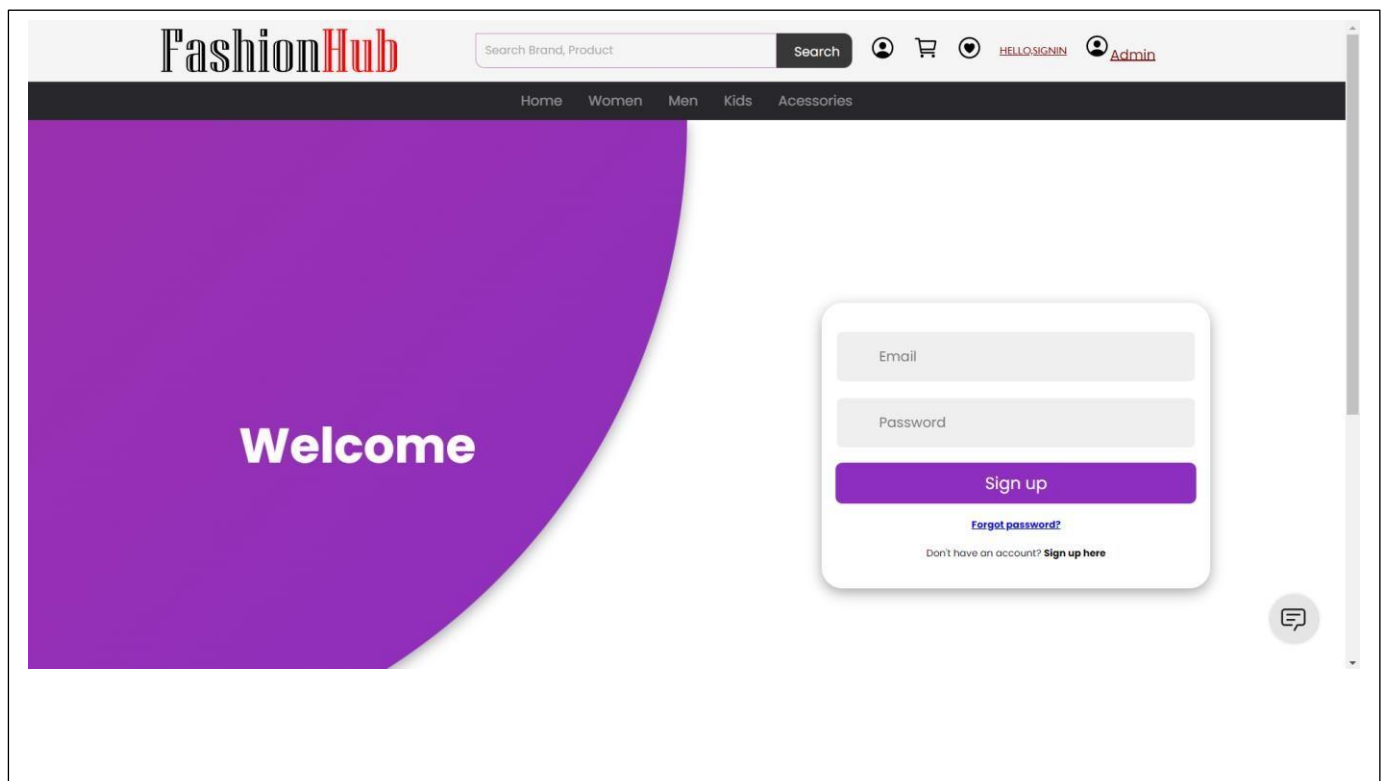 FashionHub
Search Brand, Product Search HELLO,SIGNIN Admin
Home Women Men Kids Acessories
Welcome
Email
Password
Sign up
Forgot password?
Don't have an account? Sign up here